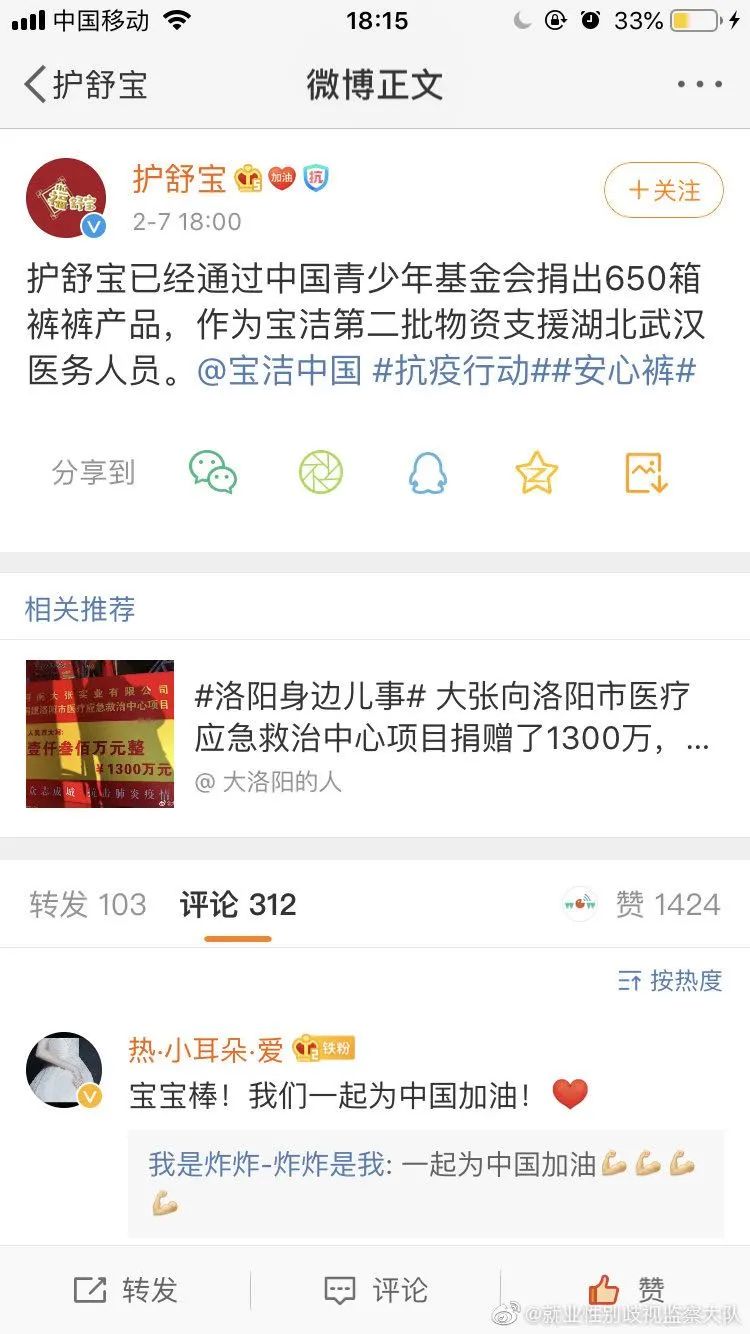 中国移动 18:15 33%
护舒宝 微博正文
护舒宝 加油 抗
+关注
2-7 18:00
护舒宝已经通过中国青少年基金会捐出650箱
裤裤产品，作为宝洁第二批物资支援湖北武汉
医务人员。@宝洁中国 #抗疫行动##安心裤#
分享到
相关推荐
#洛阳身边儿事# 大张向洛阳市医疗
应急救治中心项目捐赠了1300万，...
@ 大洛阳的人
大张实业有限公司
建洛阳市医疗应急救治中心项目
壹仟叁佰万元整
¥1300万元
众志成城 抗击肺炎疫情
转发 103 评论 312 赞 1424
按热度
热·小耳朵·爱 铁粉
宝宝棒！我们一起为中国加油！❤️
我是炸炸-炸炸是我: 一起为中国加油💪🏼💪🏼💪🏼
💪🏼
转发 评论 赞
@就业性别歧视监察大队